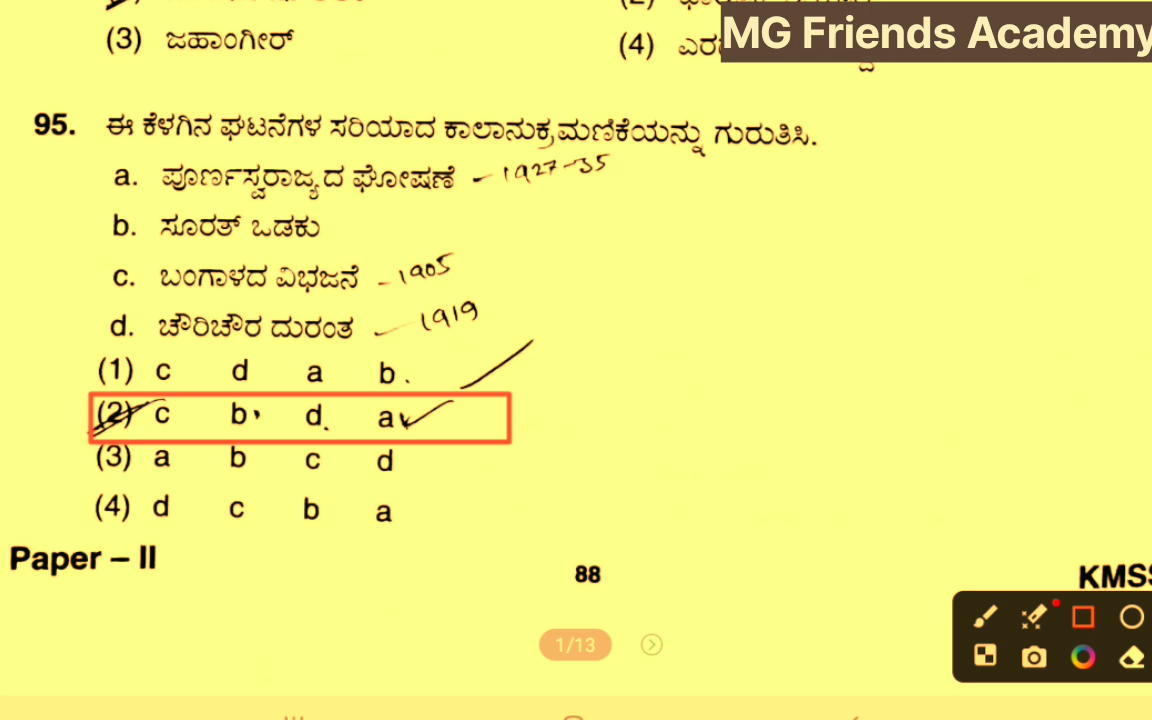 MG Friends Academy
(3) ಜಹಾಂಗೀರ್
(4)
95. ಈ ಕೆಳಗಿನ ಘಟನೆಗಳ ಸರಿಯಾದ ಕಾಲಾನುಕ್ರಮಣಿಕೆಯನ್ನು ಗುರುತಿಸಿ.
a. ಪೂರ್ಣಸ್ವರಾಜ್ಯದ ಘೋಷಣೆ - 1927-35
b. ಸೂರತ್ ಒಡಕು
c. ಬಂಗಾಳದ ವಿಭಜನೆ - 1905
d. ಚೌರಿಚೌರ ದುರಂತ - 1919
(1) c d a b
(2) c b d a
(3) a b c d
(4) d c b a
Paper – II
88
1/13